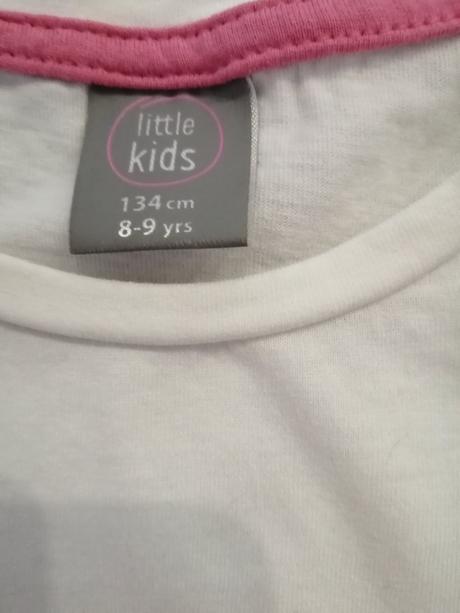 little
kids
134 cm
8-9 yrs